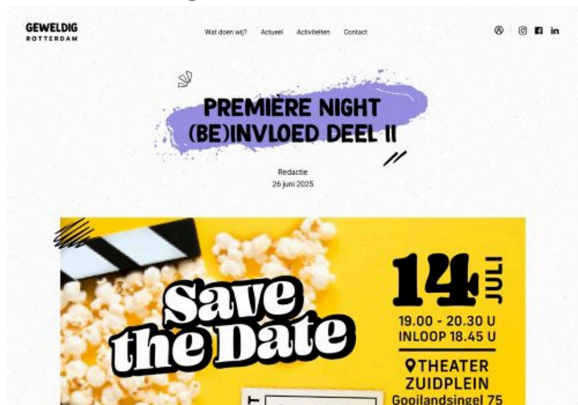 GEWELDIG
ROTTERDAM
Wat doen wij? Actueel Activiteiten Contact
PREMIÈRE NIGHT
(BE)INVLOED DEEL II
Redactie
26 juni 2025
Save
the Date
14 JULI
19.00 - 20.30 U
INLOOP 18.45 U
THEATER
ZUIDPLEIN
Gooilandsingel 75